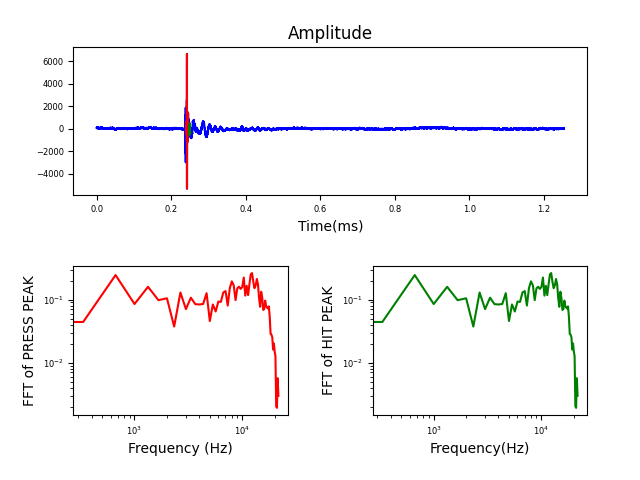 Amplitude
6000
4000
2000
0
−2000
−4000
0.0 0.2 0.4 0.6 0.8 1.0 1.2
Time(ms)
FFT of PRESS PEAK
10⁻¹
10⁻²
10³ 10⁴
Frequency (Hz)
FFT of HIT PEAK
10⁻¹
10⁻²
10³ 10⁴
Frequency(Hz)